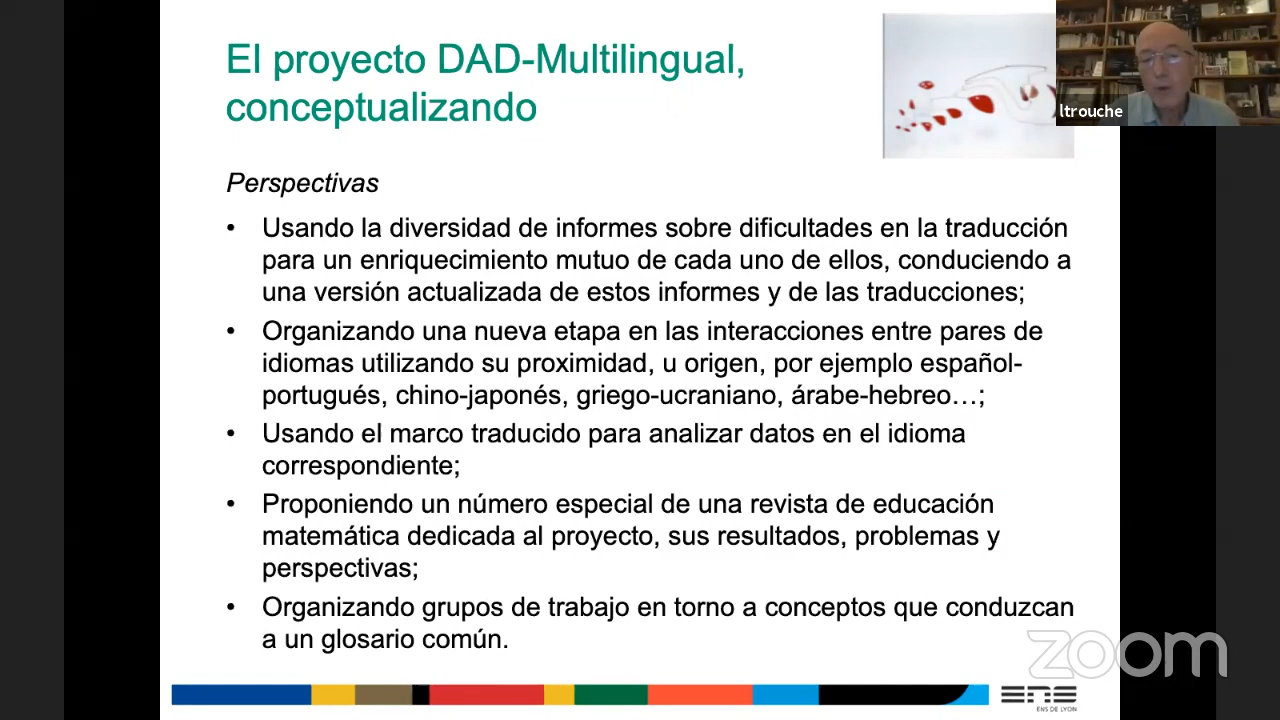 El proyecto DAD-Multilingual,
conceptualizando
ltrouche
Perspectivas
• Usando la diversidad de informes sobre dificultades en la traducción
para un enriquecimiento mutuo de cada uno de ellos, conduciendo a
una versión actualizada de estos informes y de las traducciones;
• Organizando una nueva etapa en las interacciones entre pares de
idiomas utilizando su proximidad, u origen, por ejemplo español-
portugués, chino-japonés, griego-ucraniano, árabe-hebreo…;
• Usando el marco traducido para analizar datos en el idioma
correspondiente;
• Proponiendo un número especial de una revista de educación
matemática dedicada al proyecto, sus resultados, problemas y
perspectivas;
• Organizando grupos de trabajo en torno a conceptos que conduzcan
a un glosario común.
zoom
ENS
ENS DE LYON